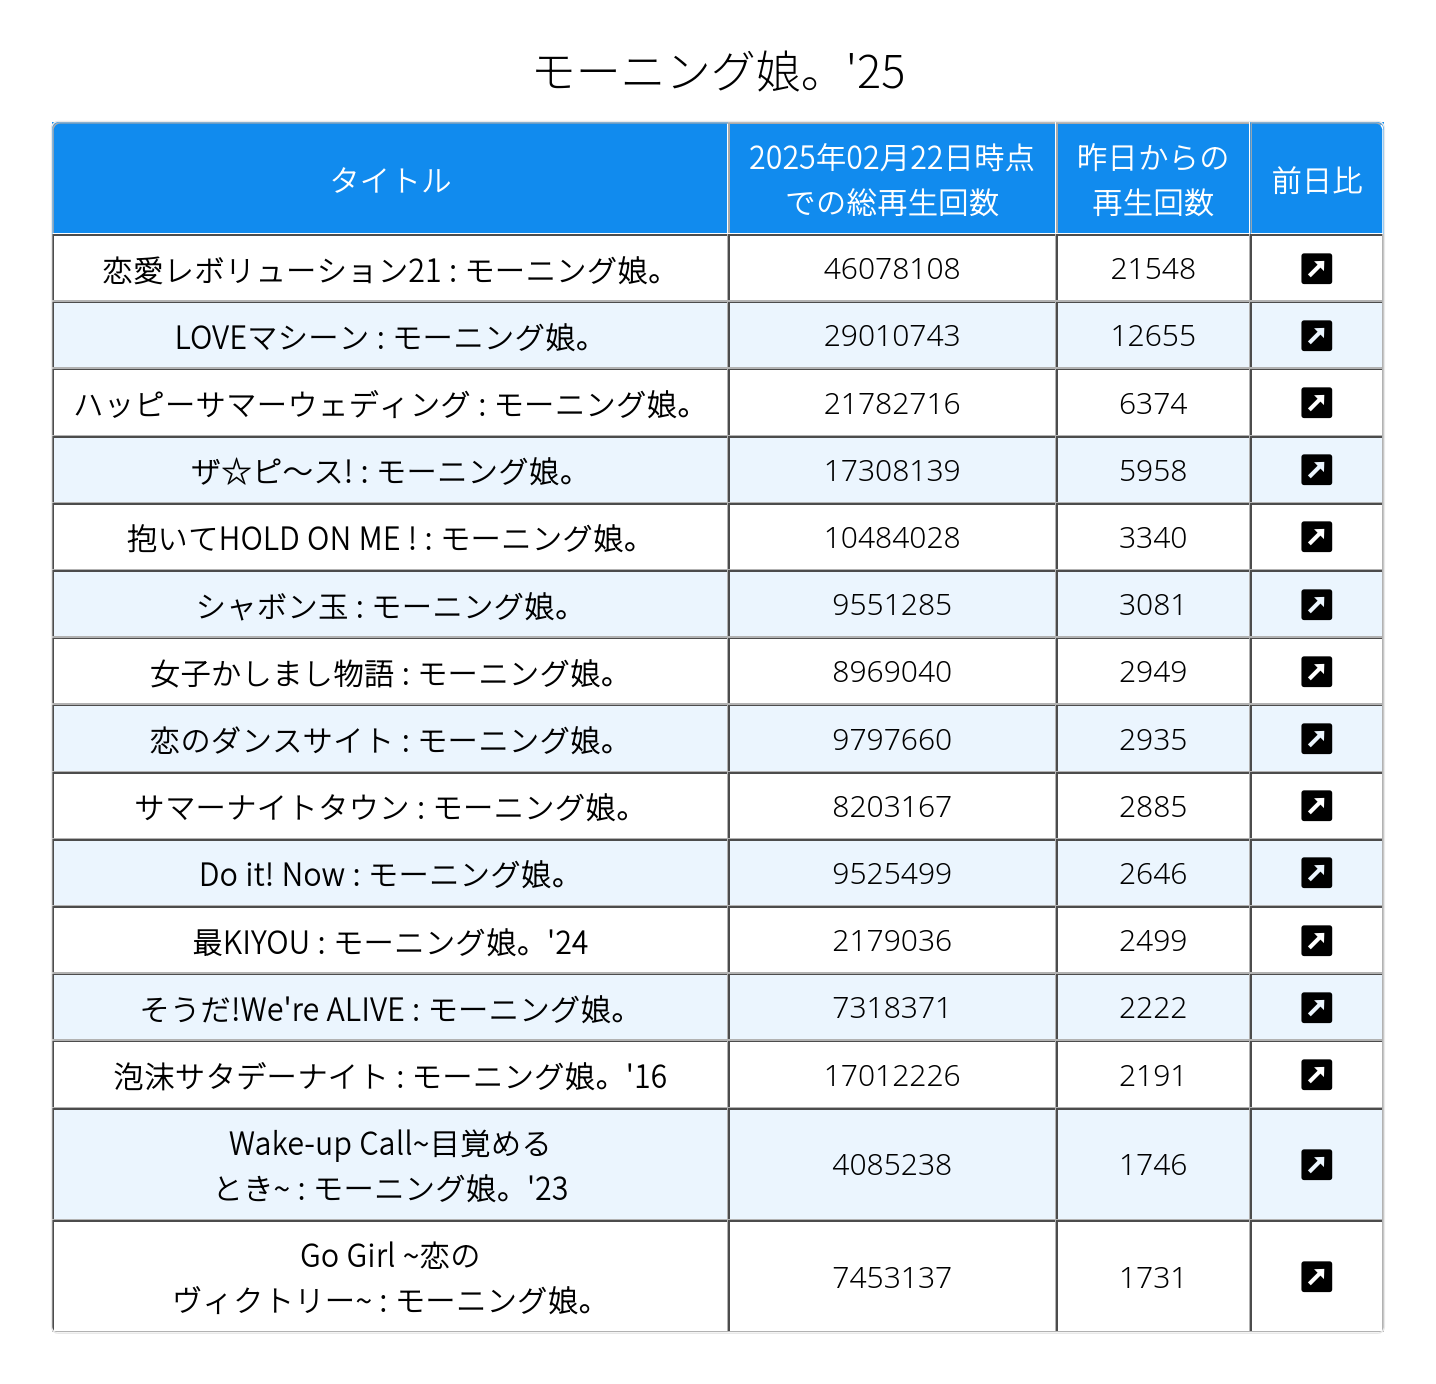 モーニング娘。'25
タイトル
2025年02月22日時点
での総再生回数
昨日からの
再生回数
前日比
恋愛レボリューション21 : モーニング娘。 46078108 21548
LOVEマシーン : モーニング娘。 29010743 12655
ハッピーサマーウェディング : モーニング娘。 21782716 6374
ザ☆ピ〜ス! : モーニング娘。 17308139 5958
抱いてHOLD ON ME ! : モーニング娘。 10484028 3340
シャボン玉 : モーニング娘。 9551285 3081
女子かしまし物語 : モーニング娘。 8969040 2949
恋のダンスサイト : モーニング娘。 9797660 2935
サマーナイトタウン : モーニング娘。 8203167 2885
Do it! Now : モーニング娘。 9525499 2646
最KIYOU : モーニング娘。'24 2179036 2499
そうだ!We're ALIVE : モーニング娘。 7318371 2222
泡沫サタデーナイト : モーニング娘。'16 17012226 2191
Wake-up Call~目覚める
とき~ : モーニング娘。'23 4085238 1746
Go Girl ~恋の
ヴィクトリー~ : モーニング娘。 7453137 1731